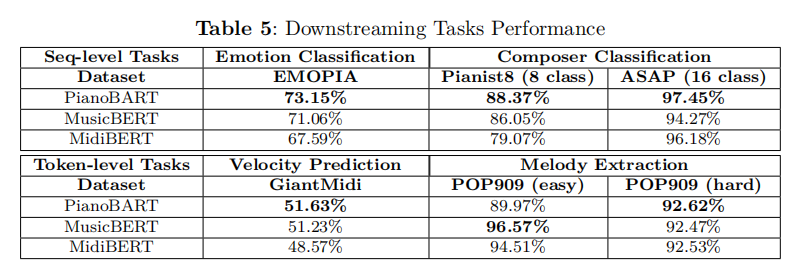 Table 5: Downstreaming Tasks Performance
Seq-level Tasks Emotion Classification Composer Classification
Dataset EMOPIA Pianist8 (8 class) ASAP (16 class)
PianoBART 73.15% 88.37% 97.45%
MusicBERT 71.06% 86.05% 94.27%
MidiBERT 67.59% 79.07% 96.18%
Token-level Tasks Velocity Prediction Melody Extraction
Dataset GiantMidi POP909 (easy) POP909 (hard)
PianoBART 51.63% 89.97% 92.62%
MusicBERT 51.23% 96.57% 92.47%
MidiBERT 48.57% 94.51% 92.53%